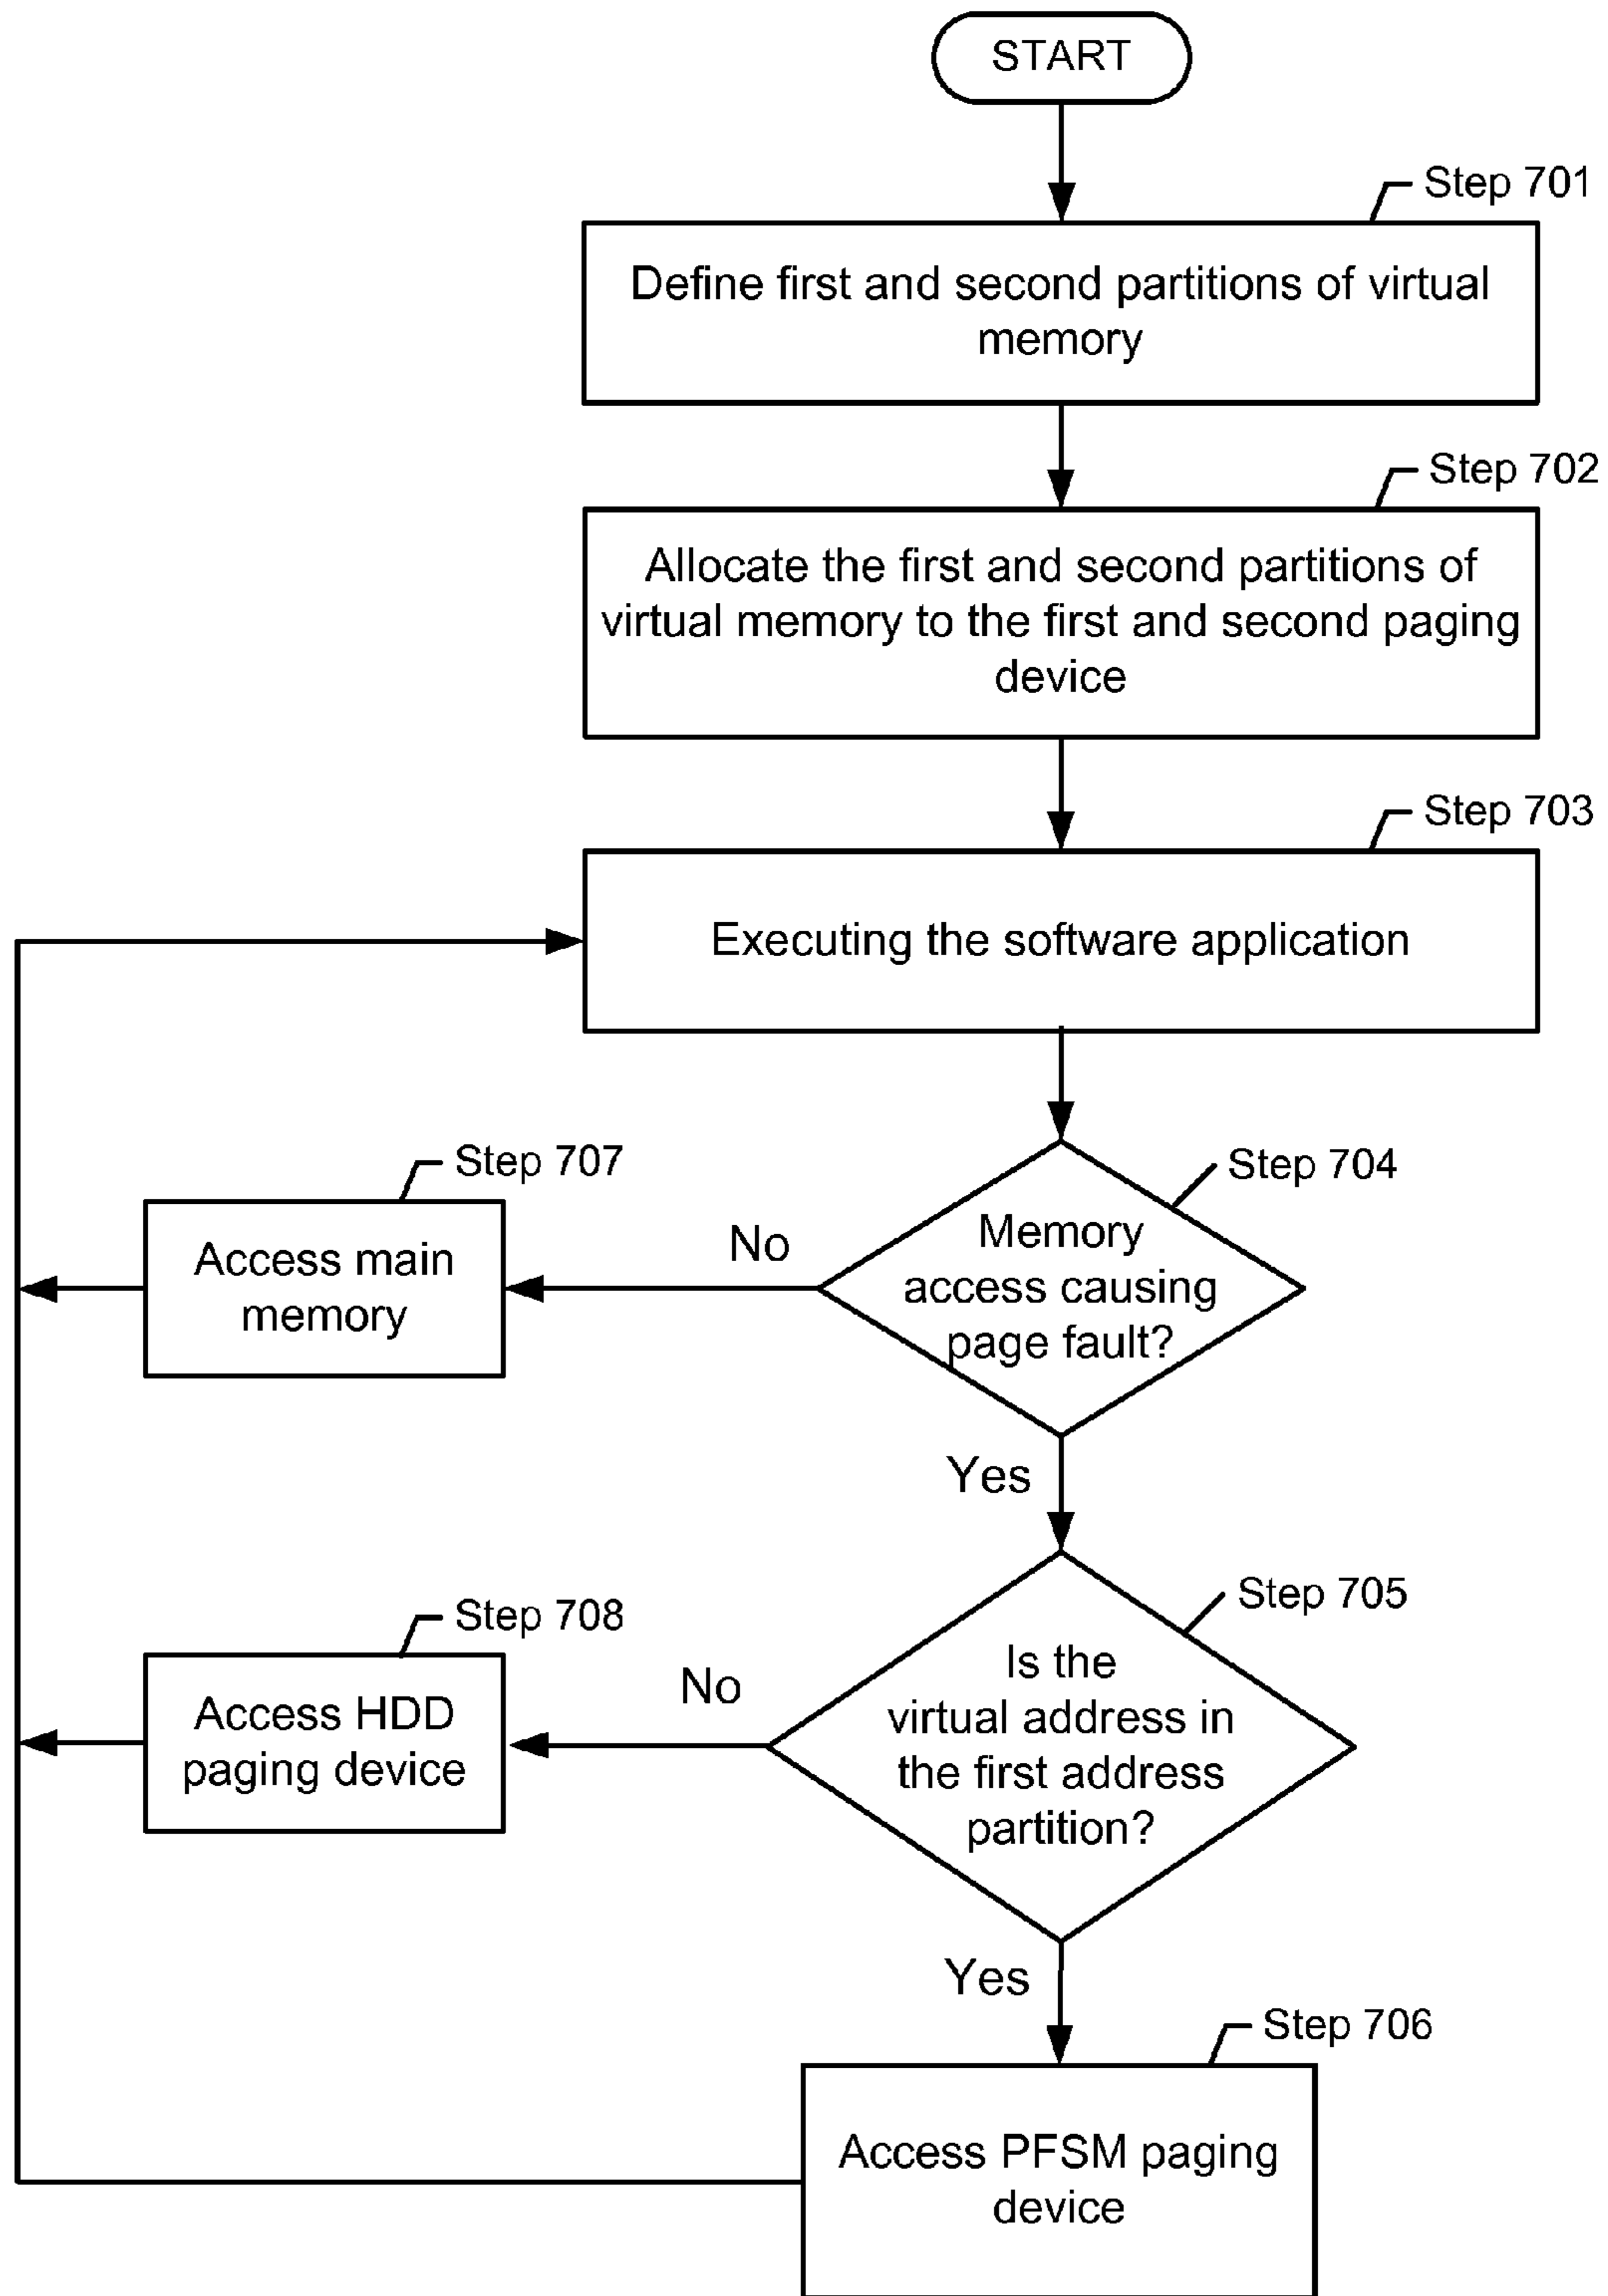 START
Step 701
Define first and second partitions of virtual
memory
Step 702
Allocate the first and second partitions of
virtual memory to the first and second paging
device
Step 703
Executing the software application
Step 704
Memory
access causing
page fault?
No
Step 707
Access main
memory
Yes
Step 705
Is the
virtual address in
the first address
partition?
No
Step 708
Access HDD
paging device
Yes
Step 706
Access PFSM paging
device